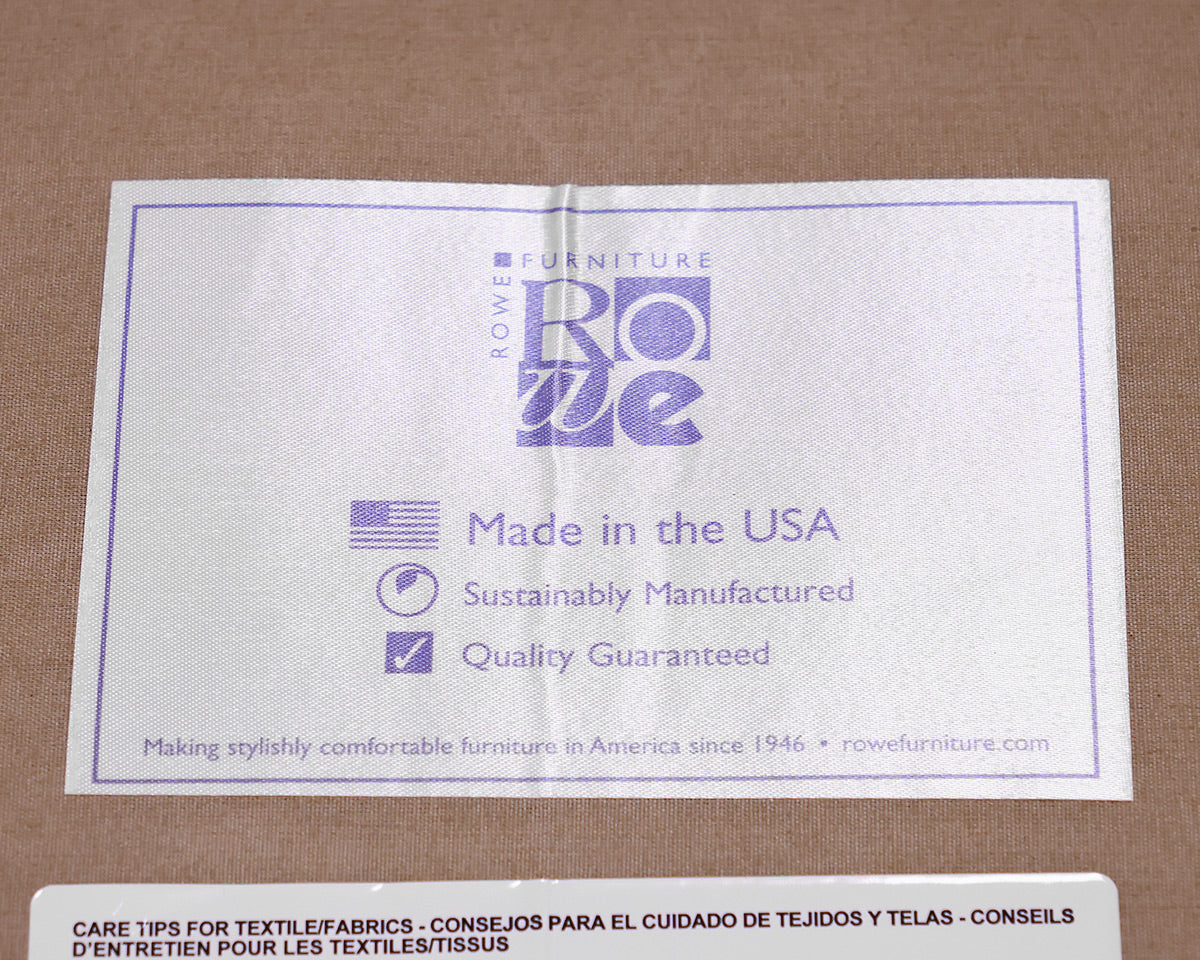 FURNITURE
ROWE
Ro
we
Made in the USA
Sustainably Manufactured
Quality Guaranteed
Making stylishly comfortable furniture in America since 1946 • rowefurniture.com
CARE TIPS FOR TEXTILE/FABRICS - CONSEJOS PARA EL CUIDADO DE TEJIDOS Y TELAS - CONSEILS
D'ENTRETIEN POUR LES TEXTILES/TISSUS